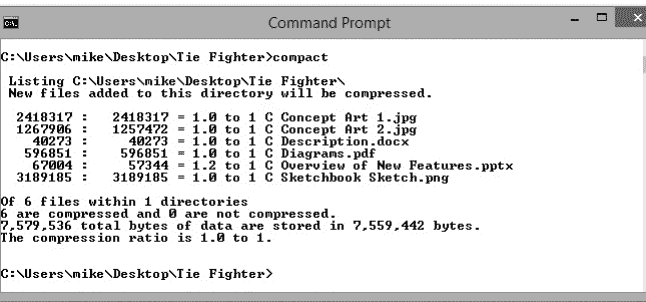 Command Prompt
C:\Users\mike\Desktop\Tie Fighter>compact
Listing C:\Users\mike\Desktop\Tie Fighter\
New files added to this directory will be compressed.
2418317 : 2418317 = 1.0 to 1 C Concept Art 1.jpg
1267906 : 1257472 = 1.0 to 1 C Concept Art 2.jpg
40273 : 40273 = 1.0 to 1 C Description.docx
596851 : 596851 = 1.0 to 1 C Diagrams.pdf
67004 : 57344 = 1.2 to 1 C Overview of New Features.pptx
3189185 : 3189185 = 1.0 to 1 C Sketchbook Sketch.png
Of 6 files within 1 directories
6 are compressed and 0 are not compressed.
7,579,536 total bytes of data are stored in 7,559,442 bytes.
The compression ratio is 1.0 to 1.
C:\Users\mike\Desktop\Tie Fighter>